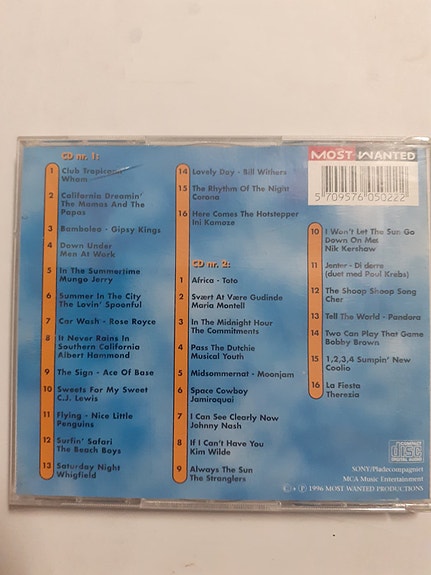 CD nr. 1:
1 Club Tropicana
Wham
2 California Dreamin'
The Mamas And The
Papas
3 Bamboleo - Gipsy Kings
4 Down Under
Men At Work
5 In The Summertime
Mungo Jerry
6 Summer In The City
The Lovin' Spoonful
7 Car Wash - Rose Royce
8 It Never Rains In
Southern California
Albert Hammond
9 The Sign - Ace Of Base
10 Sweets For My Sweet
C.J. Lewis
11 Flying - Nice Little
Penguins
12 Surfin' Safari
The Beach Boys
13 Saturday Night
Whigfield
14 Lovely Day - Bill Withers
15 The Rhythm Of The Night
Corona
16 Here Comes The Hotstepper
Ini Kamoze
CD nr. 2:
1 Africa - Toto
2 Svært At Være Gudinde
Maria Montell
3 In The Midnight Hour
The Commitments
4 Pass The Dutchie
Musical Youth
5 Midsommernat - Moonjam
6 Space Cowboy
Jamiroquai
7 I Can See Clearly Now
Johnny Nash
8 If I Can't Have You
Kim Wilde
9 Always The Sun
The Stranglers
MOST WANTED
5 709576 050222
10 I Won't Let The Sun Go
Down On Me
Nik Kershaw
11 Jenter - Di derre
(duet med Poul Krebs)
12 The Shoop Shoop Song
Cher
13 Tell The World - Pandora
14 Two Can Play That Game
Bobby Brown
15 1,2,3,4 Sumpin' New
Coolio
16 La Fiesta
Therezia
COMPACT
disc
DIGITAL AUDIO
SONY/Pladecompagniet
MCA Music Entertainment
© + ℗ 1996 MOST WANTED PRODUCTIONS